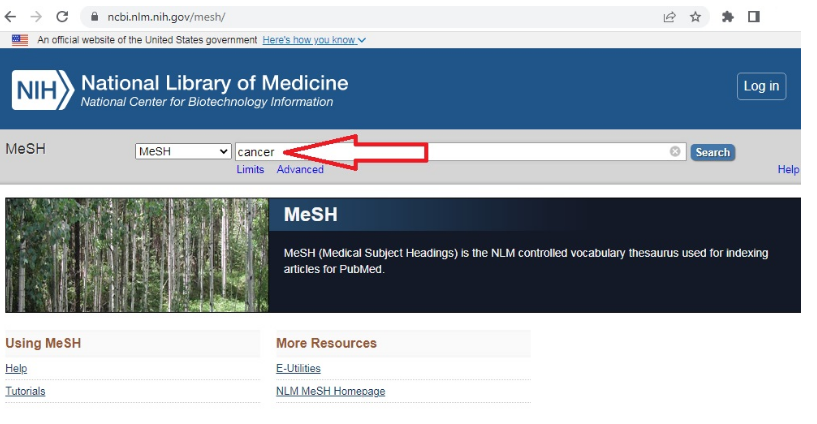 ncbi.nlm.nih.gov/mesh/
An official website of the United States government Here's how you know
NIH National Library of Medicine
National Center for Biotechnology Information
Log in
MeSH MeSH cancer Search
Limits Advanced
Help
MeSH
MeSH (Medical Subject Headings) is the NLM controlled vocabulary thesaurus used for indexing
articles for PubMed.
Using MeSH
Help
Tutorials
More Resources
E-Utilities
NLM MeSH Homepage